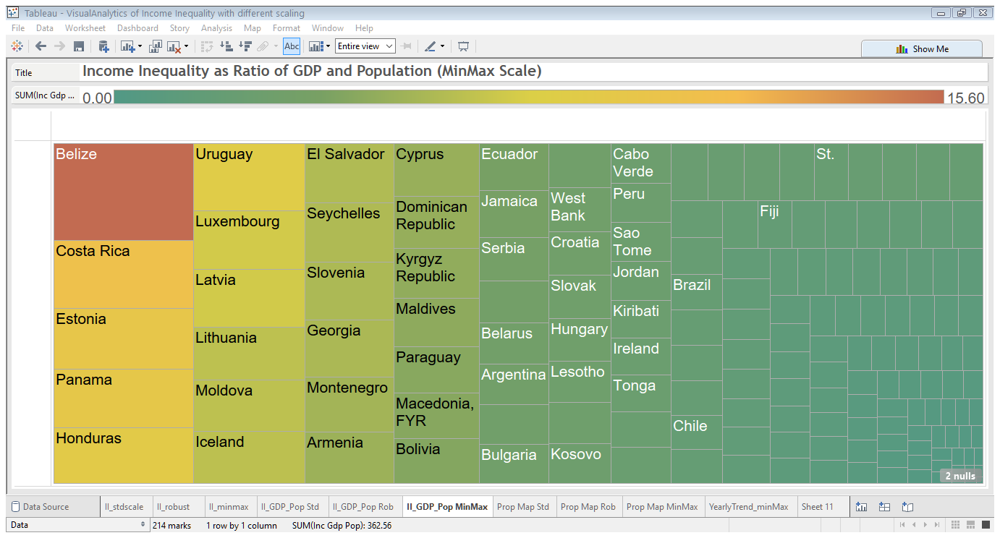 Tableau - VisualAnalytics of Income Inequality with different scaling
File Data Worksheet Dashboard Story Analysis Map Format Window Help
Abc Entire view Show Me
Title Income Inequality as Ratio of GDP and Population (MinMax Scale)
SUM(Inc Gdp ... 0.00 15.60
Belize
Costa Rica
Estonia
Panama
Honduras
Uruguay
Luxembourg
Latvia
Lithuania
Moldova
Iceland
El Salvador
Seychelles
Slovenia
Georgia
Montenegro
Armenia
Cyprus
Dominican
Republic
Kyrgyz
Republic
Maldives
Paraguay
Macedonia,
FYR
Bolivia
Ecuador
Jamaica
Serbia
Belarus
Argentina
Bulgaria
West
Bank
Croatia
Slovak
Hungary
Lesotho
Kosovo
Cabo
Verde
Peru
Sao
Tome
Jordan
Kiribati
Ireland
Tonga
Brazil
Chile
St.
Fiji
2 nulls
Data Source II_stdscale II_robust II_minmax II_GDP_Pop Std II_GDP_Pop Rob II_GDP_Pop MinMax Prop Map Std Prop Map Rob Prop Map MinMax YearlyTrend_minMax Sheet 11
Data 214 marks 1 row by 1 column SUM(Inc Gdp Pop): 362.56